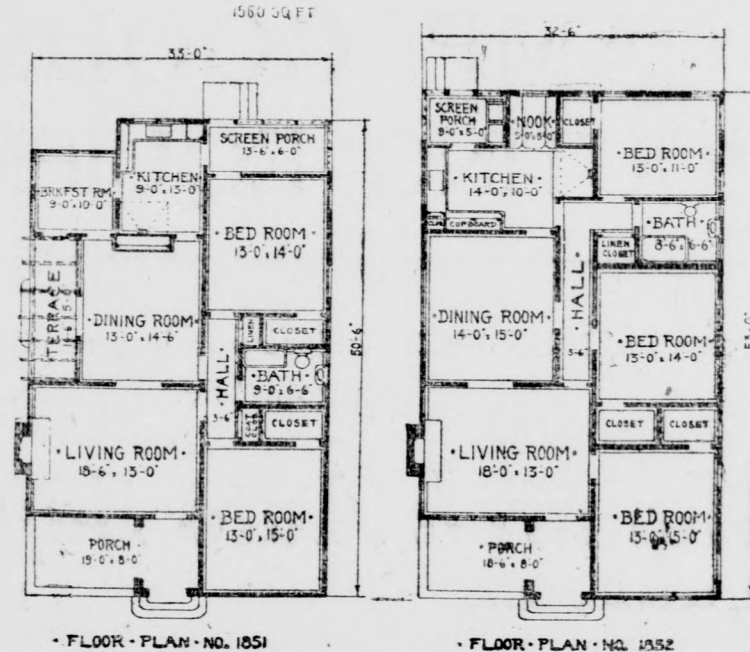 1560 SQ FT
33'-0"
SCREEN PORCH
13'-6" x 6'-0"
KITCHEN
9'-0" x 13'-0"
BRKFST RM
9'-0" x 10'-0"
BED ROOM
13'-0" x 14'-0"
TERRACE
DINING ROOM
13'-0" x 14'-6"
LINEN
CLOSET
HALL
3'-6"
BATH
9'-0" x 6'-6"
COAT
CLOSET
50'-6"
LIVING ROOM
18'-6" x 13'-0"
BED ROOM
13'-0" x 15'-0"
PORCH
19'-0" x 8'-0"
• FLOOR • PLAN • NO. 1851
32'-6"
SCREEN
PORCH
9'-0" x 5'-0"
NOOK
CLOSET
BED ROOM
13'-0" x 11'-0"
KITCHEN
14'-0" x 10'-0"
CUPBOARD
BATH
8'-6" x 6'-6"
LINEN
CLOSET
HALL
3'-6"
DINING ROOM
14'-0" x 15'-0"
BED ROOM
13'-0" x 14'-0"
CLOSET
CLOSET
LIVING ROOM
18'-0" x 13'-0"
BED ROOM
13'-0" x 15'-0"
PORCH
18'-6" x 8'-0"
• FLOOR • PLAN • NO. 1852